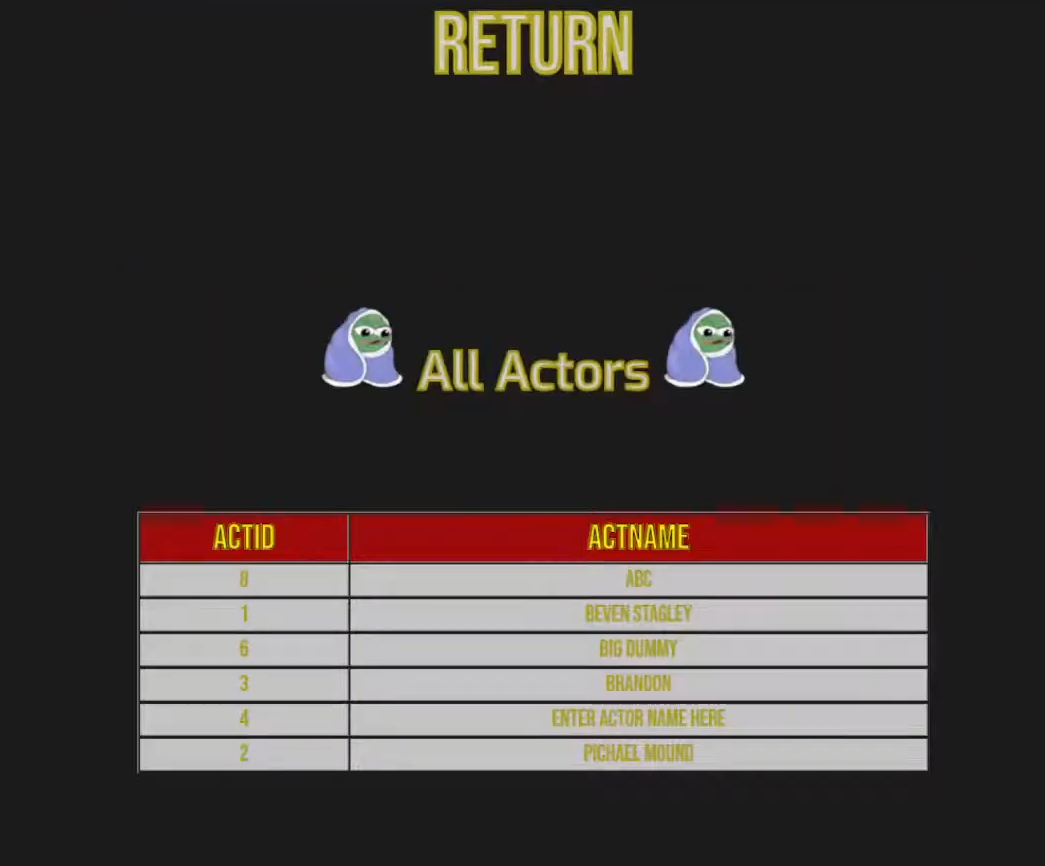 RETURN
All Actors
ACTID ACTNAME
8 ABC
1 BEVEN STAGLEY
6 BIG DUMMY
3 BRANDON
4 ENTER ACTOR NAME HERE
2 PICHAEL MOUND